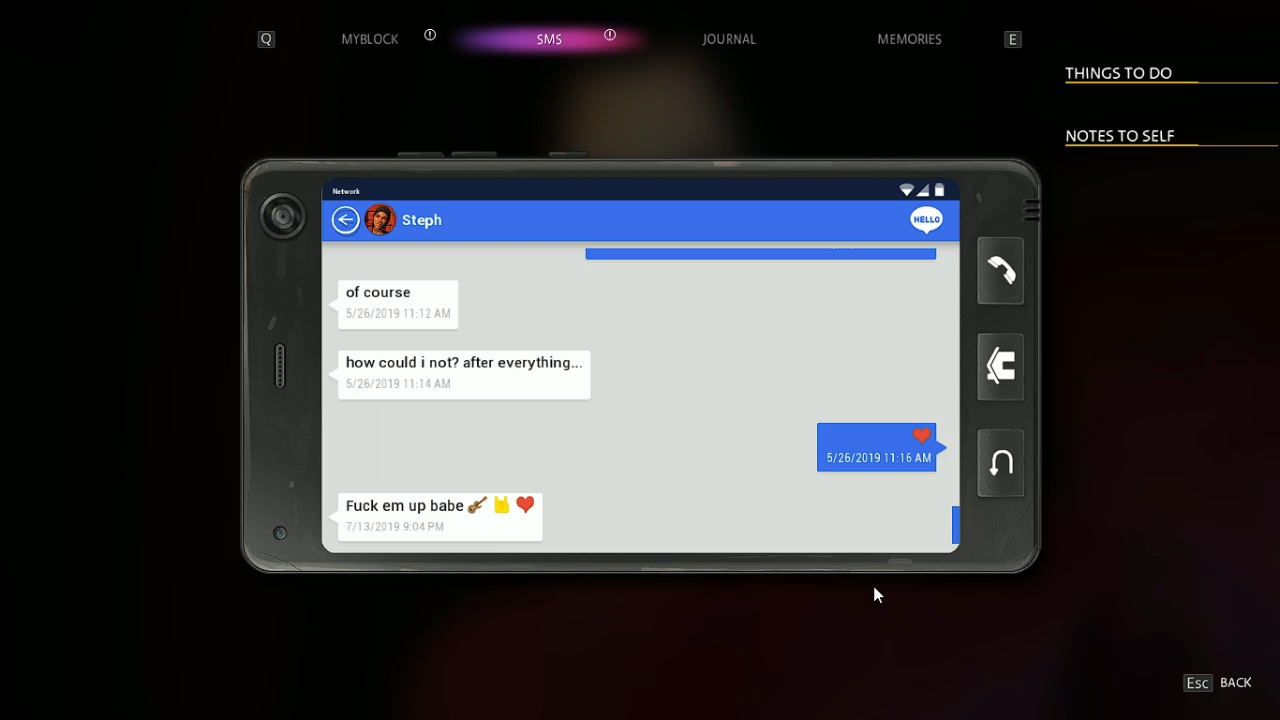 Q
MYBLOCK
SMS
JOURNAL
MEMORIES
E
THINGS TO DO
NOTES TO SELF
Network
Steph
HELLO
of course
5/26/2019 11:12 AM
how could i not? after everything...
5/26/2019 11:14 AM
❤️
5/26/2019 11:16 AM
Fuck em up babe 🎸 🤘 ❤️
7/13/2019 9:04 PM
Esc BACK